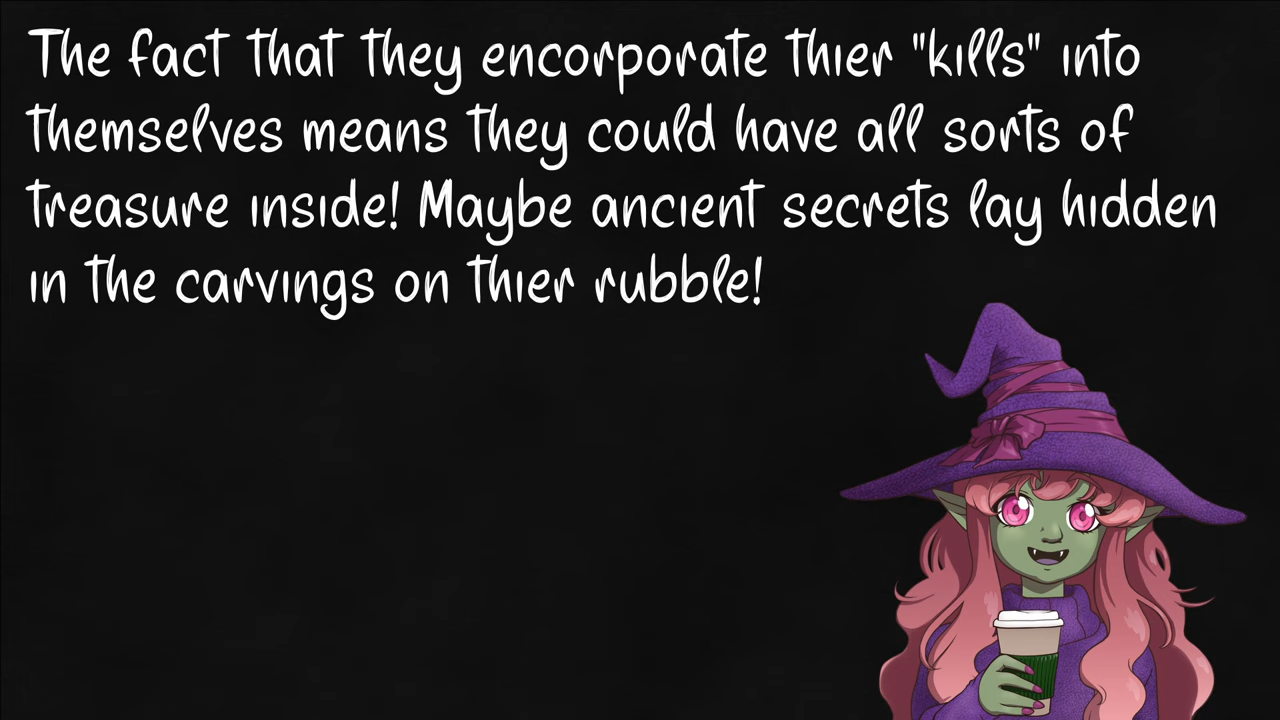 The fact that they encorporate thier "kills" into
themselves means they could have all sorts of
treasure inside! Maybe ancient secrets lay hidden
in the carvings on thier rubble!